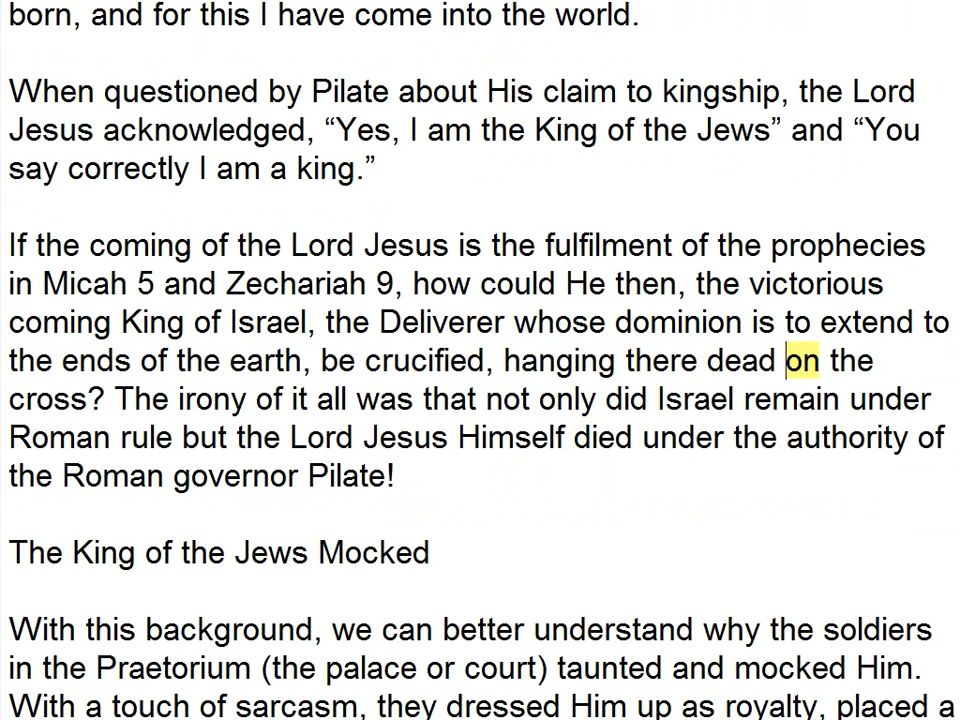 born, and for this I have come into the world.
When questioned by Pilate about His claim to kingship, the Lord
Jesus acknowledged, “Yes, I am the King of the Jews” and “You
say correctly I am a king.”
If the coming of the Lord Jesus is the fulfilment of the prophecies
in Micah 5 and Zechariah 9, how could He then, the victorious
coming King of Israel, the Deliverer whose dominion is to extend to
the ends of the earth, be crucified, hanging there dead on the
cross? The irony of it all was that not only did Israel remain under
Roman rule but the Lord Jesus Himself died under the authority of
the Roman governor Pilate!
The King of the Jews Mocked
With this background, we can better understand why the soldiers
in the Praetorium (the palace or court) taunted and mocked Him.
With a touch of sarcasm, they dressed Him up as royalty, placed a